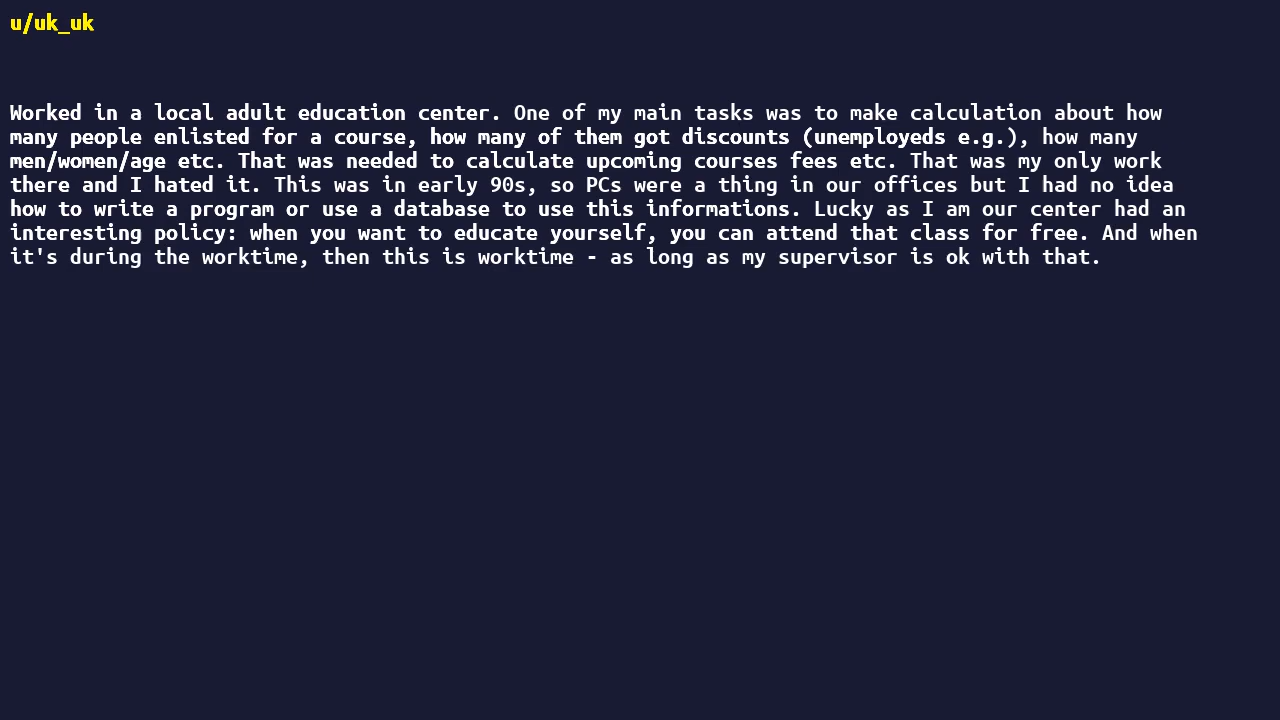 u/uk_uk
Worked in a local adult education center. One of my main tasks was to make calculation about how
many people enlisted for a course, how many of them got discounts (unemployeds e.g.), how many
men/women/age etc. That was needed to calculate upcoming courses fees etc. That was my only work
there and I hated it. This was in early 90s, so PCs were a thing in our offices but I had no idea
how to write a program or use a database to use this informations. Lucky as I am our center had an
interesting policy: when you want to educate yourself, you can attend that class for free. And when
it's during the worktime, then this is worktime - as long as my supervisor is ok with that.